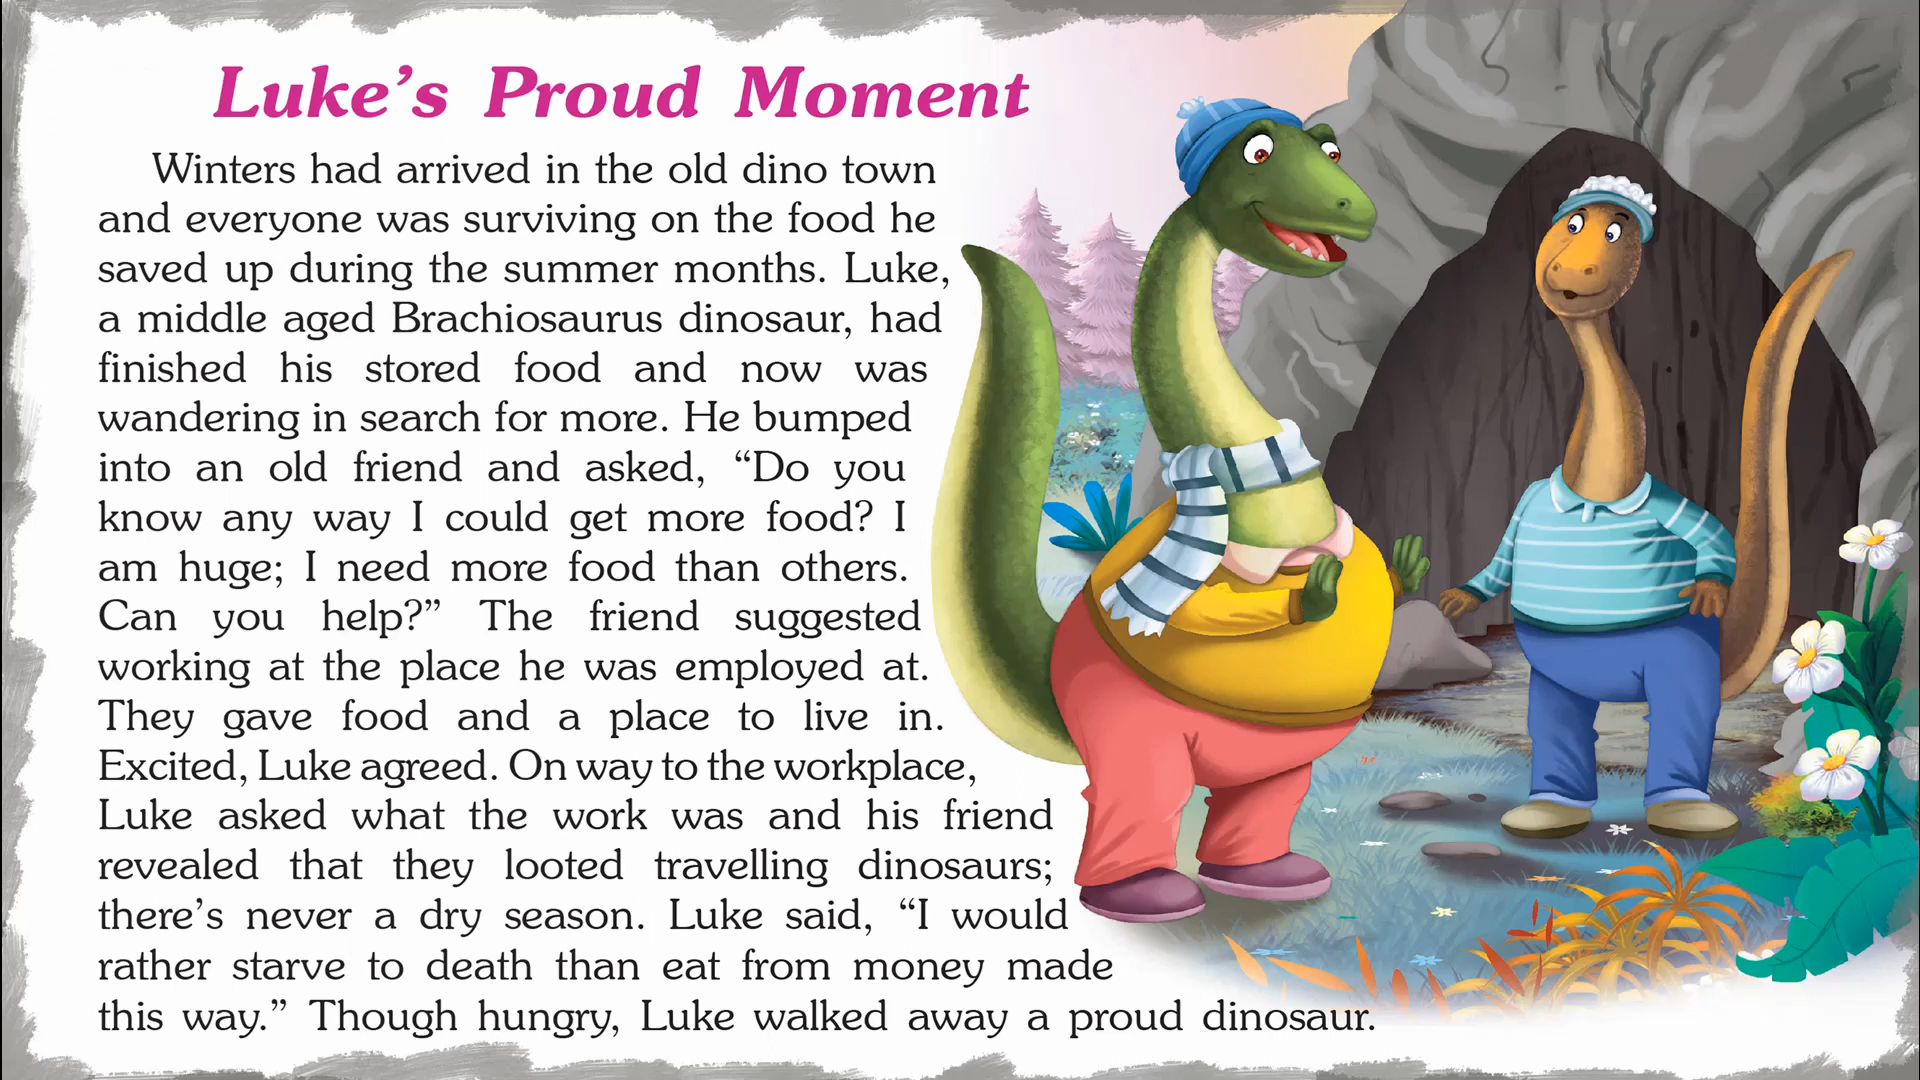 Luke’s Proud Moment
Winters had arrived in the old dino town
and everyone was surviving on the food he
saved up during the summer months. Luke,
a middle aged Brachiosaurus dinosaur, had
finished his stored food and now was
wandering in search for more. He bumped
into an old friend and asked, “Do you
know any way I could get more food? I
am huge; I need more food than others.
Can you help?” The friend suggested
working at the place he was employed at.
They gave food and a place to live in.
Excited, Luke agreed. On way to the workplace,
Luke asked what the work was and his friend
revealed that they looted travelling dinosaurs;
there’s never a dry season. Luke said, “I would
rather starve to death than eat from money made
this way.” Though hungry, Luke walked away a proud dinosaur.